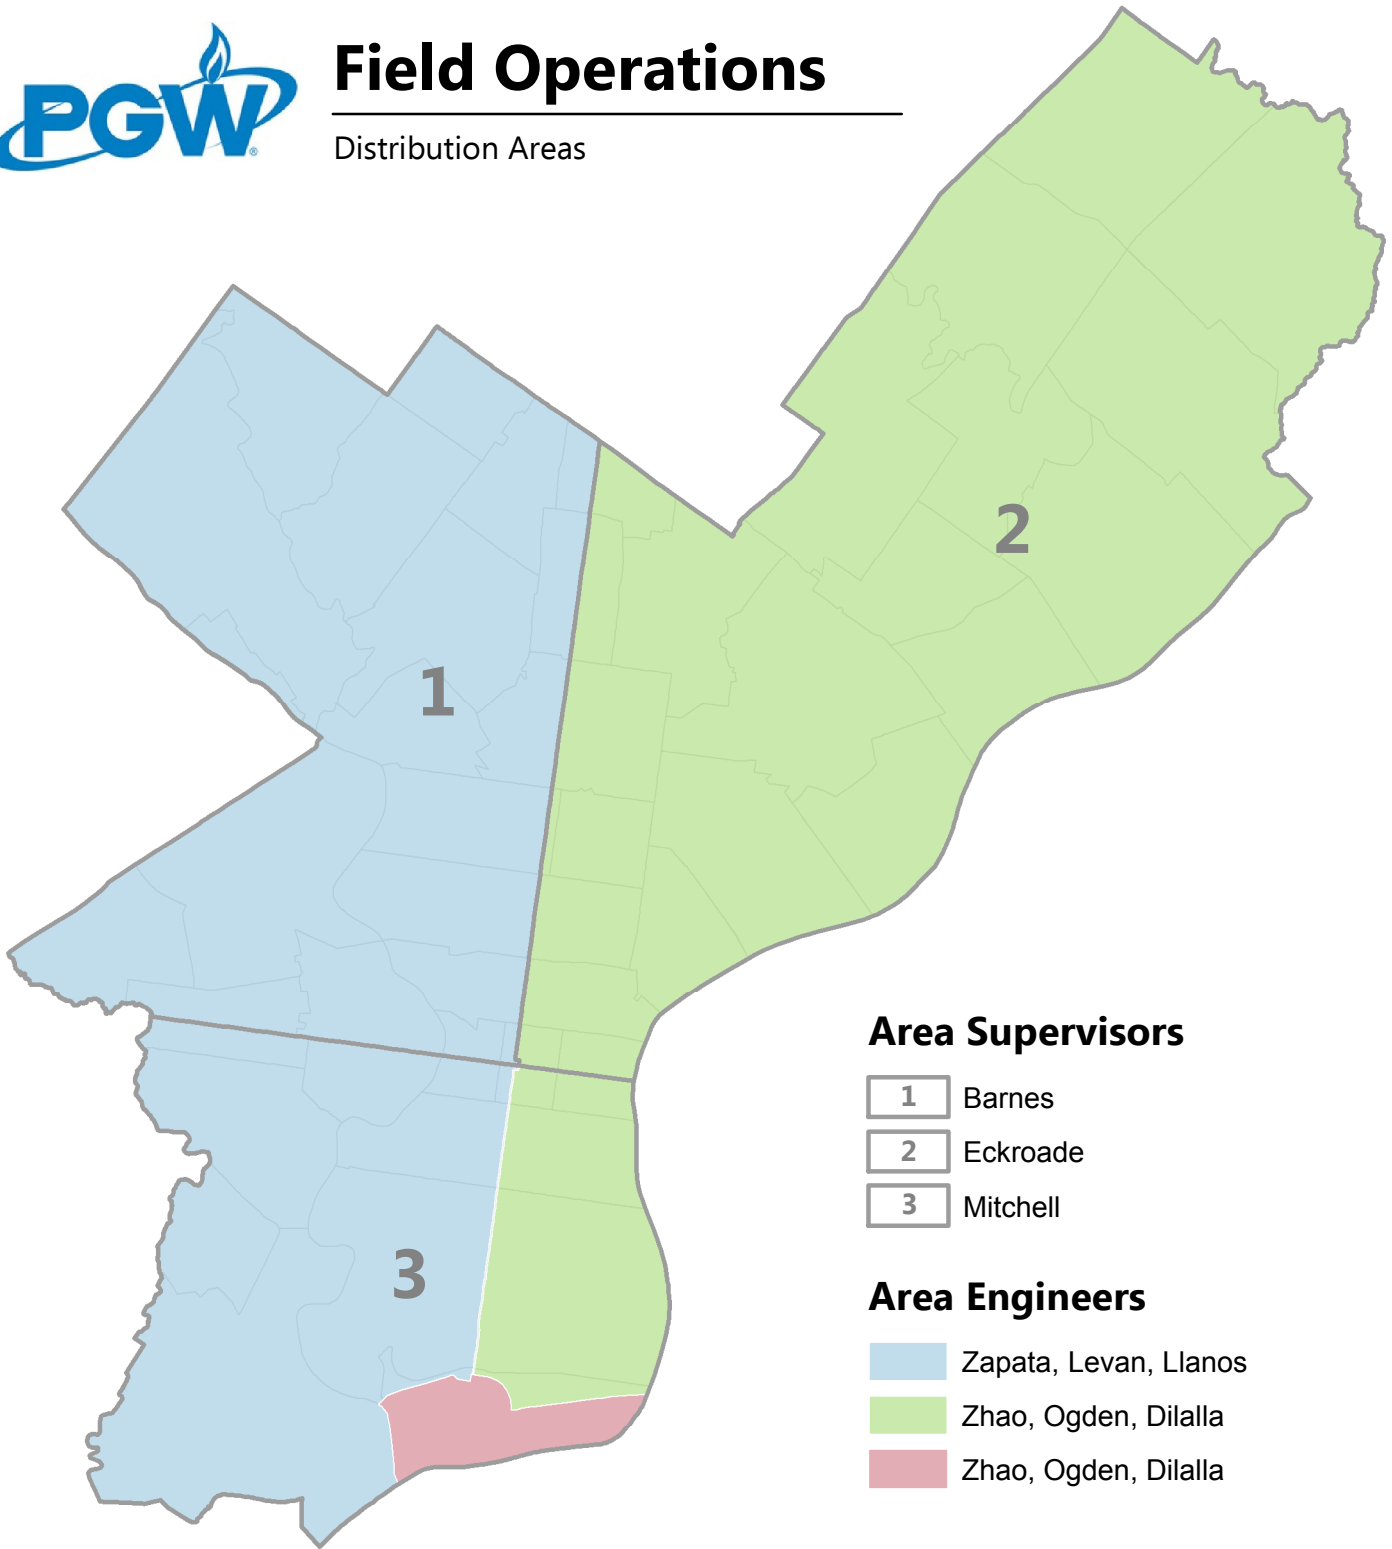 PGW®
Field Operations
Distribution Areas
2
1
3
Area Supervisors
1 Barnes
2 Eckroade
3 Mitchell
Area Engineers
Zapata, Levan, Llanos
Zhao, Ogden, Dilalla
Zhao, Ogden, Dilalla